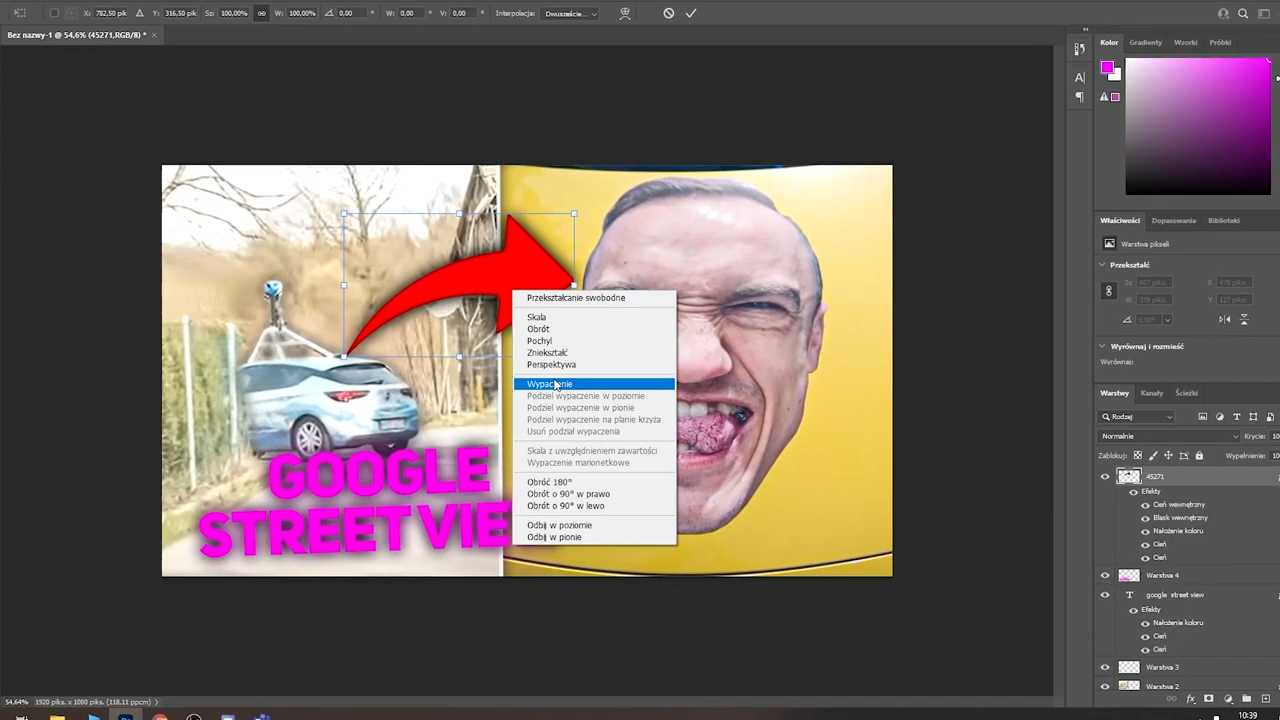 X: 782,50 pik Y: 316,50 pik Sz: 100,00% W: 100,00% 0,00 ° W: 0,00 ° V: 0,00 ° Interpolacja: Dwuszeście...
Bez nazwy-1 @ 54,6% (45271,RGB/8) * ×
Kolor Gradienty Wzorki Próbki
Właściwości Dopasowania Biblioteki
Warstwa pikseli
Przekształć
Wyrównaj i rozmieść
Wyrównaj:
Warstwy Kanały Ścieżki
Rodzaj
Normalnie Krycie: 10
Zablokuj: Wypełnienie: 10
45271
Efekty
Cień wewnętrzny
Blask wewnętrzny
Nałożenie koloru
Cień
Cień
Warstwa 4
google street view
Efekty
Nałożenie koloru
Cień
Cień
Warstwa 3
Warstwa 2
Przekształcanie swobodne
Skala
Obrót
Pochyl
Zniekształć
Perspektywa
Wypaczenie
Podziel wypaczenie w poziomie
Podziel wypaczenie w pionie
Podziel wypaczenie na planie krzyża
Usuń podział wypaczenia
Skala z uwzględnieniem zawartości
Wypaczenie marionetkowe
Obróć 180°
Obrót o 90° w prawo
Obrót o 90° w lewo
Odbij w poziomie
Odbij w pionie
GOOGLE
STREET VIE
54,64% 1920 piks. x 1080 piks. (118,11 ppcm)
10:39